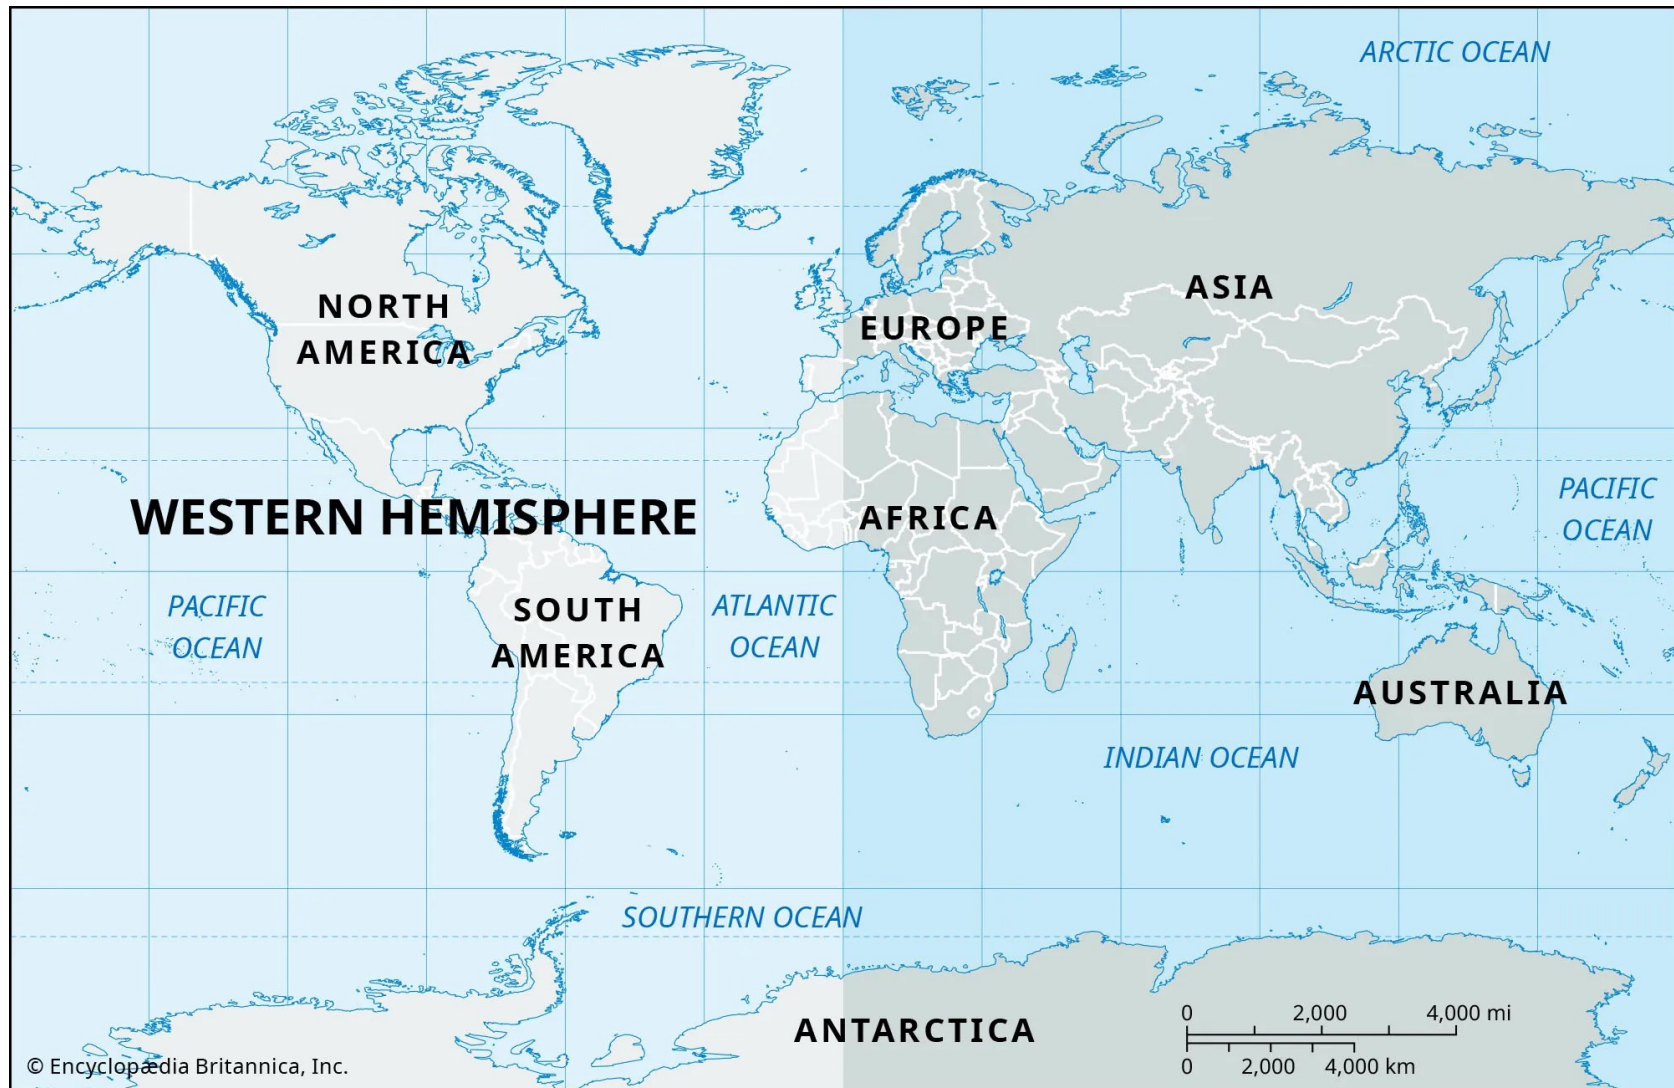 ARCTIC OCEAN
NORTH
AMERICA
ASIA
EUROPE
WESTERN HEMISPHERE
AFRICA
PACIFIC
OCEAN
PACIFIC
OCEAN
SOUTH
AMERICA
ATLANTIC
OCEAN
AUSTRALIA
INDIAN OCEAN
SOUTHERN OCEAN
ANTARCTICA
0 2,000 4,000 mi
0 2,000 4,000 km
© Encyclopædia Britannica, Inc.